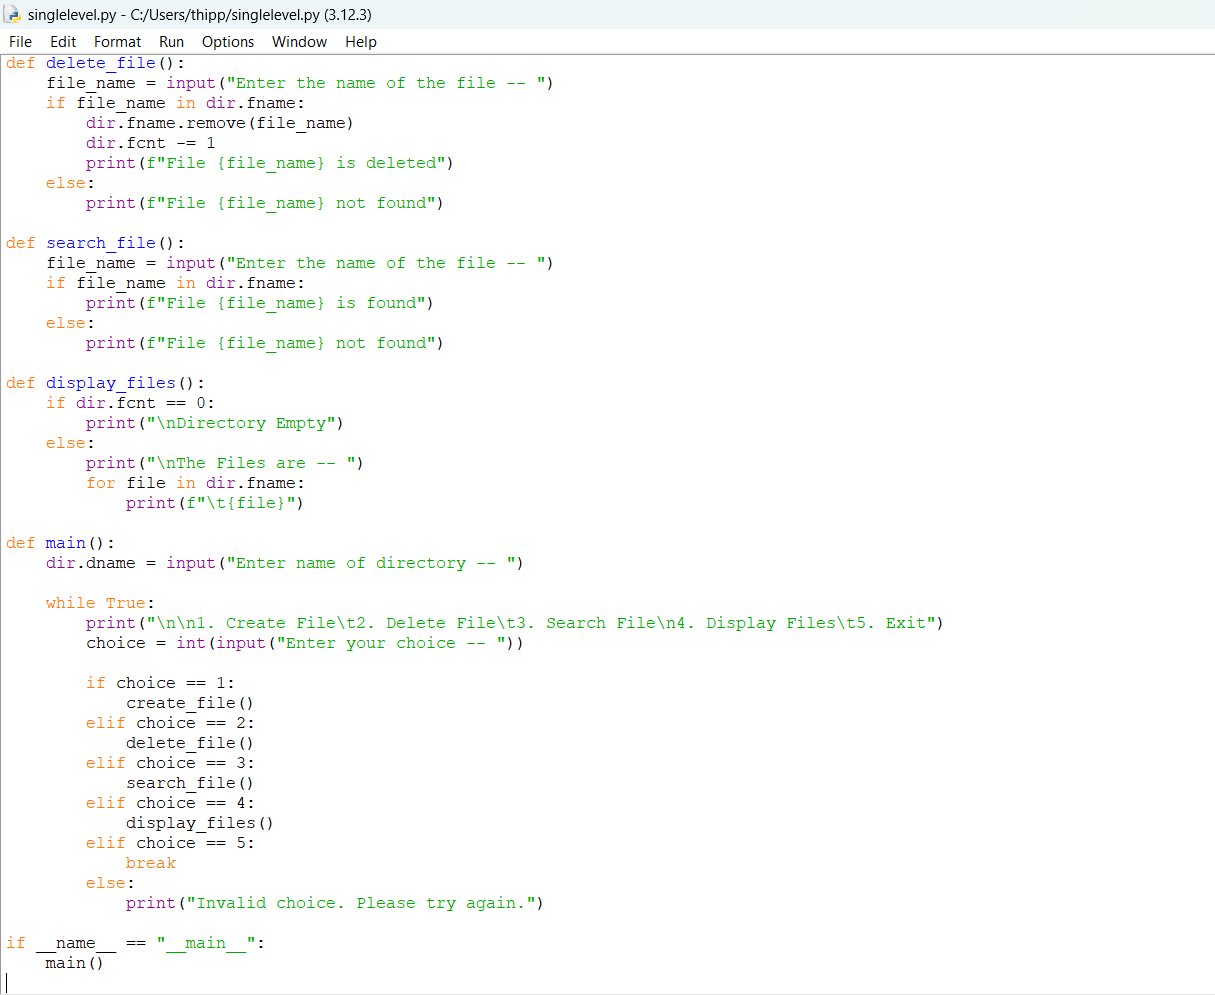 singlelevel.py - C:/Users/thipp/singlelevel.py (3.12.3)
File Edit Format Run Options Window Help
def delete_file():
    file_name = input("Enter the name of the file -- ")
    if file_name in dir.fname:
        dir.fname.remove(file_name)
        dir.fcnt -= 1
        print(f"File {file_name} is deleted")
    else:
        print(f"File {file_name} not found")

def search_file():
    file_name = input("Enter the name of the file -- ")
    if file_name in dir.fname:
        print(f"File {file_name} is found")
    else:
        print(f"File {file_name} not found")

def display_files():
    if dir.fcnt == 0:
        print("\nDirectory Empty")
    else:
        print("\nThe Files are -- ")
        for file in dir.fname:
            print(f"\t{file}")

def main():
    dir.dname = input("Enter name of directory -- ")

    while True:
        print("\n\n1. Create File\t2. Delete File\t3. Search File\n4. Display Files\t5. Exit")
        choice = int(input("Enter your choice -- "))

        if choice == 1:
            create_file()
        elif choice == 2:
            delete_file()
        elif choice == 3:
            search_file()
        elif choice == 4:
            display_files()
        elif choice == 5:
            break
        else:
            print("Invalid choice. Please try again.")

if __name__ == "__main__":
    main()